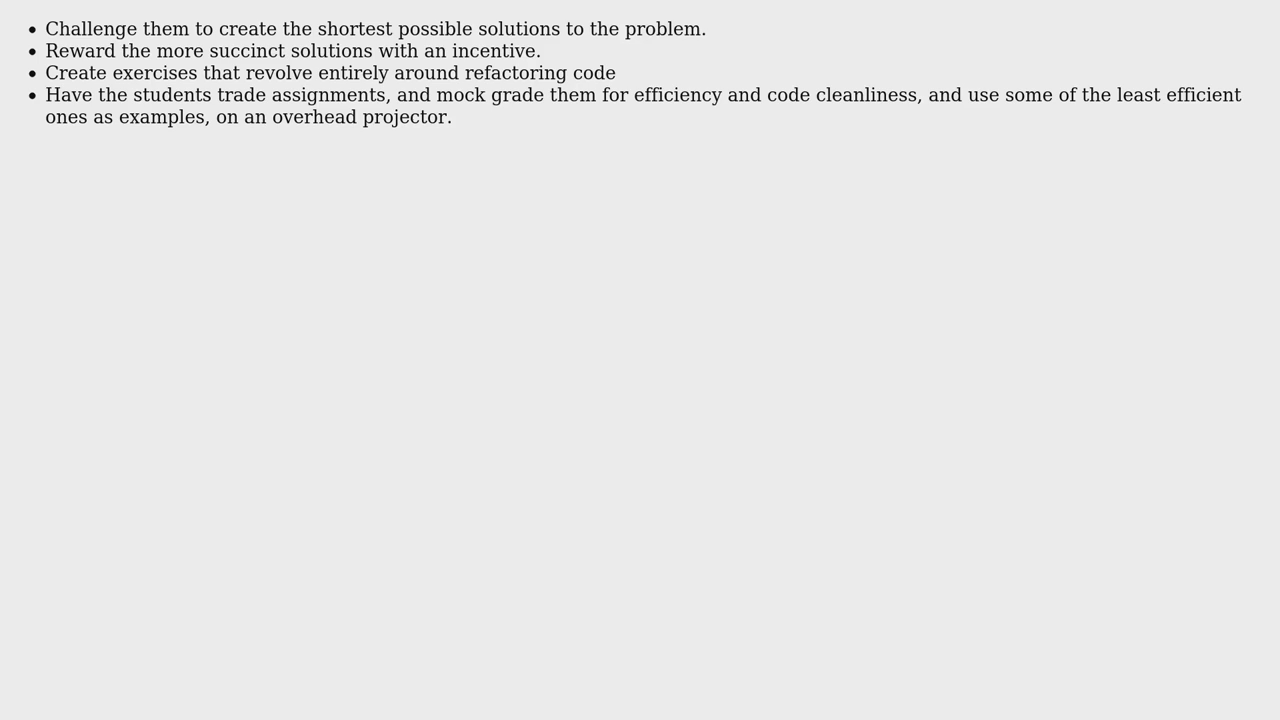 • Challenge them to create the shortest possible solutions to the problem.
• Reward the more succinct solutions with an incentive.
• Create exercises that revolve entirely around refactoring code
• Have the students trade assignments, and mock grade them for efficiency and code cleanliness, and use some of the least efficient
ones as examples, on an overhead projector.